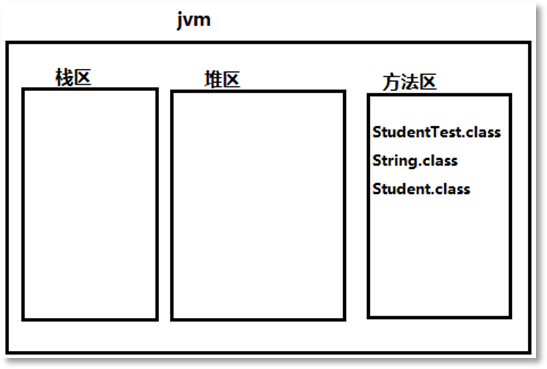 jvm
栈区
堆区
方法区
StudentTest.class
String.class
Student.class